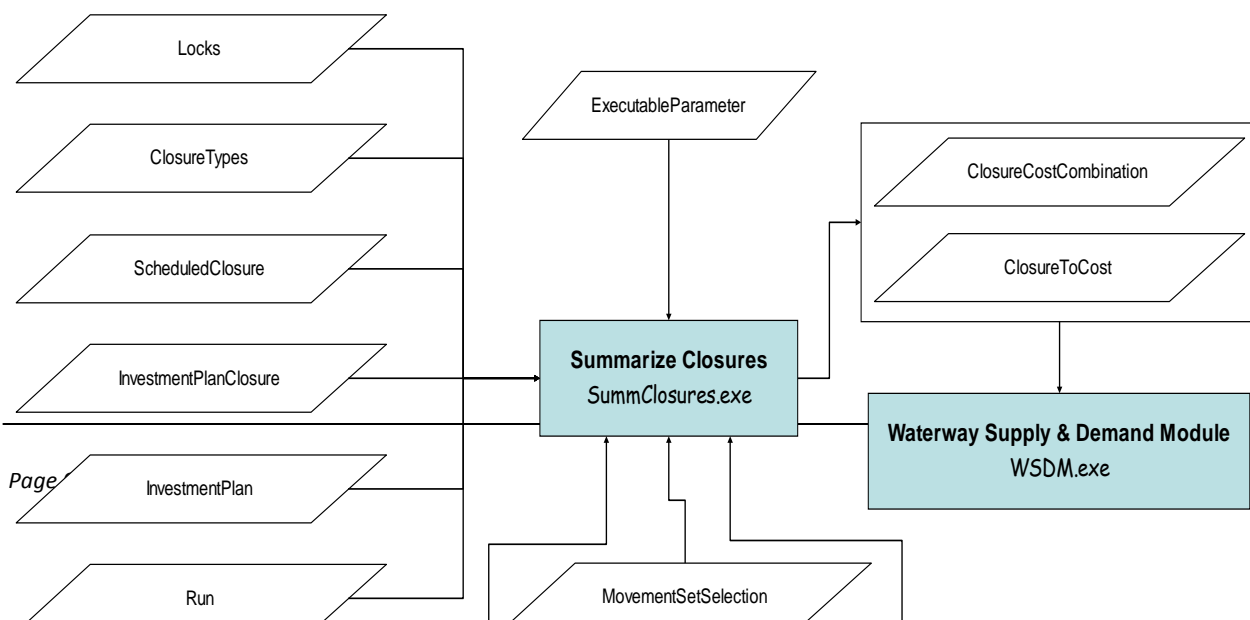 Locks
ExecutableParameter
ClosureTypes
ClosureCostCombination
ScheduledClosure
ClosureToCost
Summarize Closures
SummClosures.exe
InvestmentPlanClosure
Waterway Supply & Demand Module
WSDM.exe
Page
InvestmentPlan
Run
MovementSetSelection